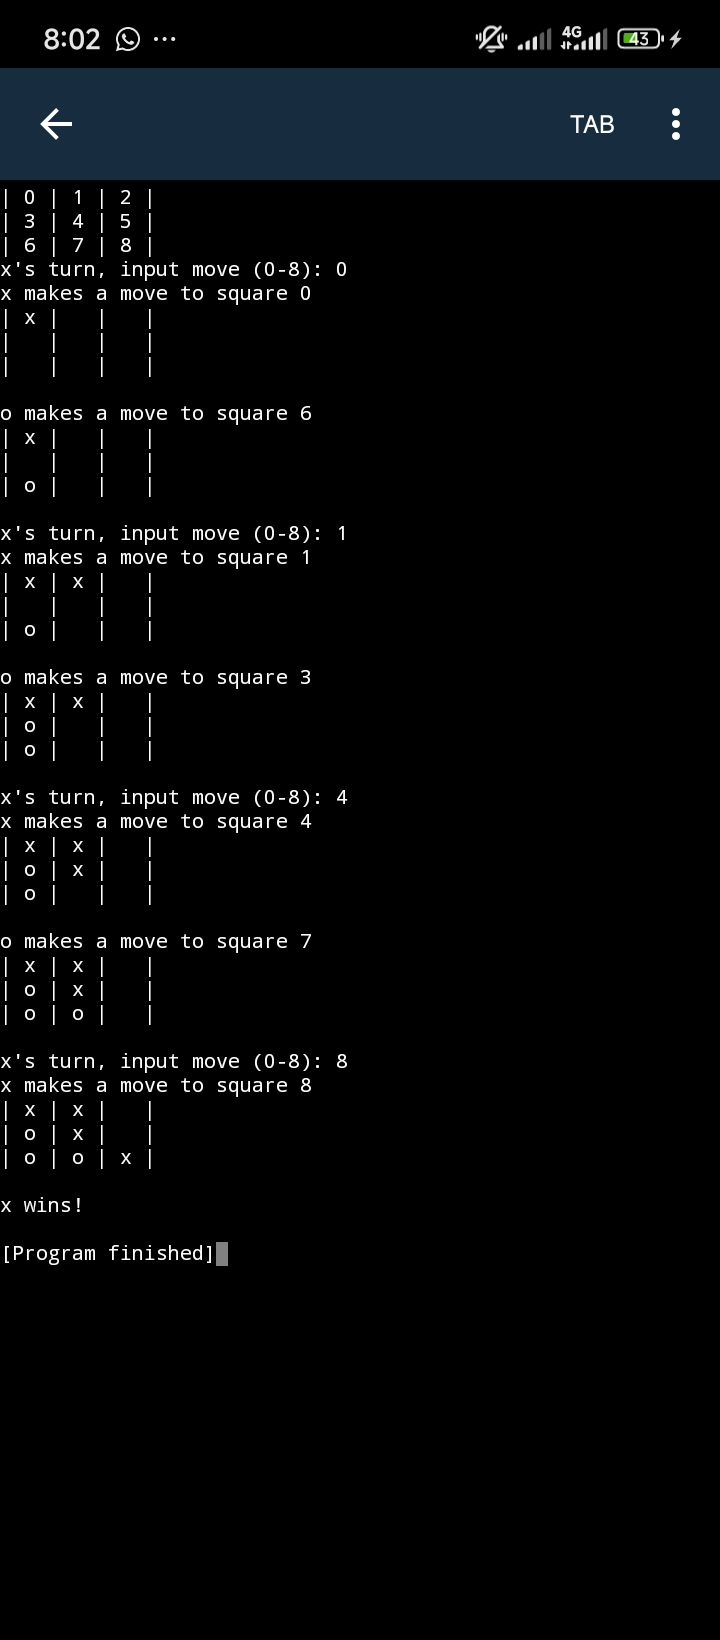 8:02 ... 4G 43
TAB
| 0 | 1 | 2 |
| 3 | 4 | 5 |
| 6 | 7 | 8 |
x's turn, input move (0-8): 0
x makes a move to square 0
| x |   |   |
|   |   |   |
|   |   |   |
o makes a move to square 6
| x |   |   |
|   |   |   |
| o |   |   |
x's turn, input move (0-8): 1
x makes a move to square 1
| x | x |   |
|   |   |   |
| o |   |   |
o makes a move to square 3
| x | x |   |
| o |   |   |
| o |   |   |
x's turn, input move (0-8): 4
x makes a move to square 4
| x | x |   |
| o | x |   |
| o |   |   |
o makes a move to square 7
| x | x |   |
| o | x |   |
| o | o |   |
x's turn, input move (0-8): 8
x makes a move to square 8
| x | x |   |
| o | x |   |
| o | o | x |
x wins!
[Program finished]